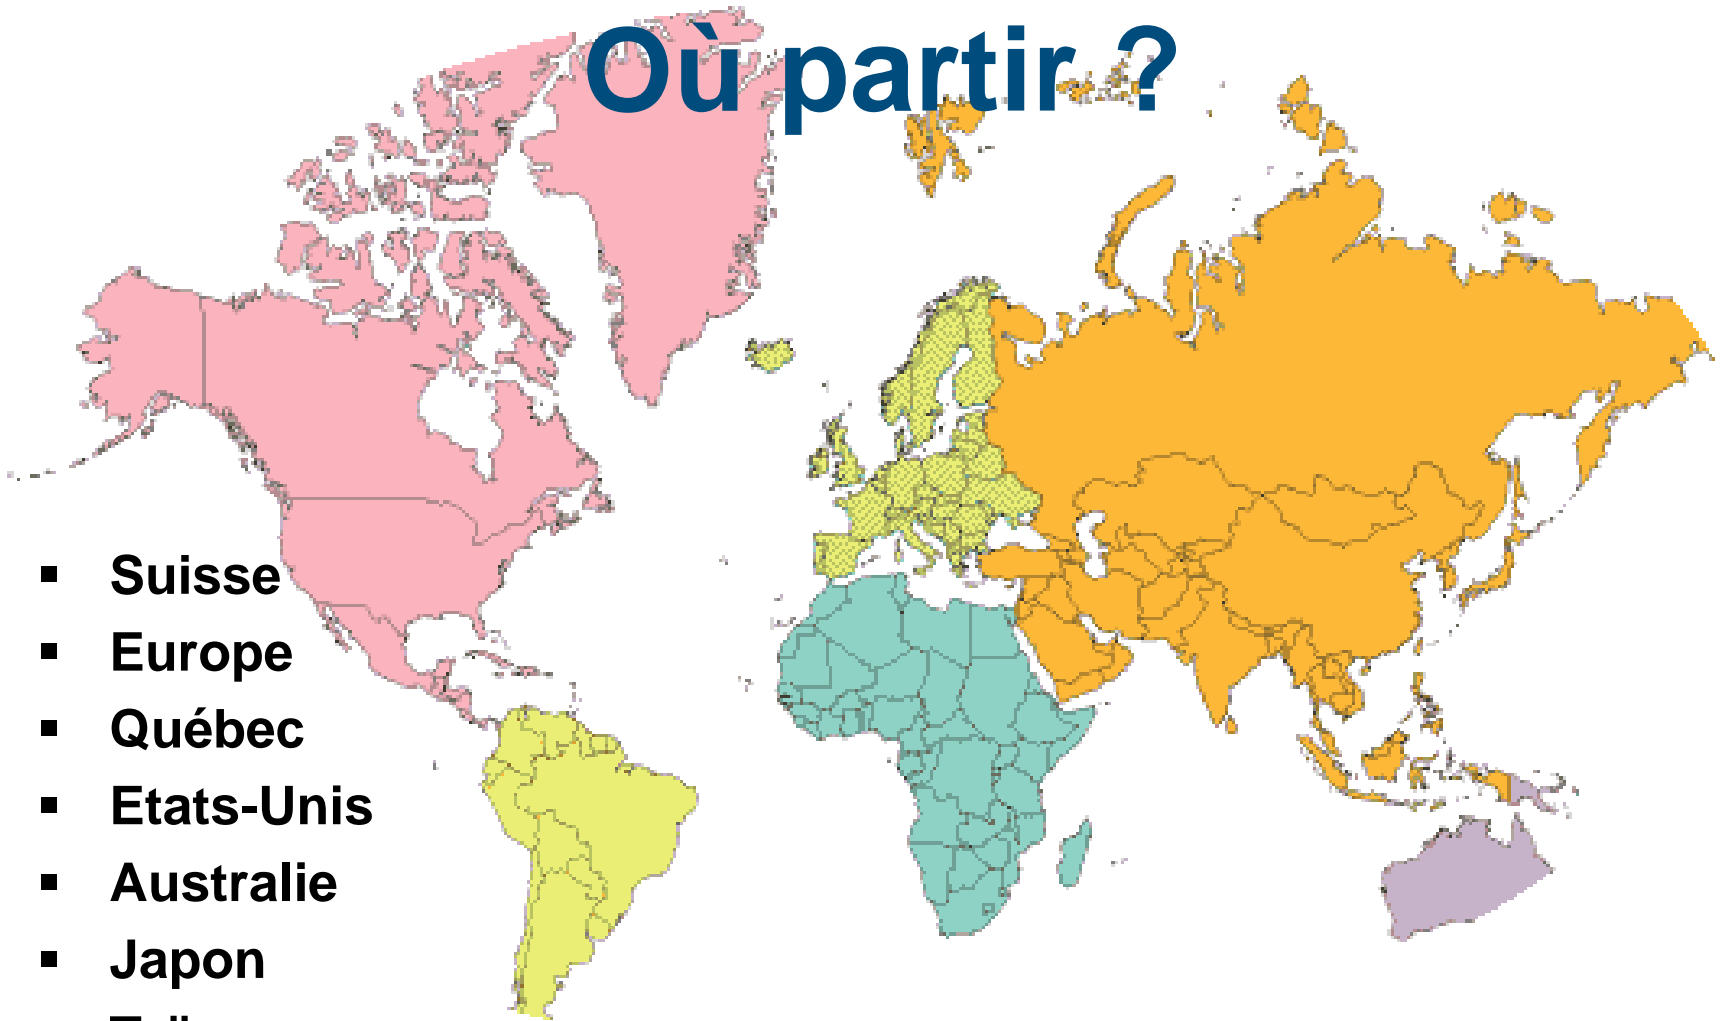 Où partir ?
▪ Suisse
▪ Europe
▪ Québec
▪ Etats-Unis
▪ Australie
▪ Japon